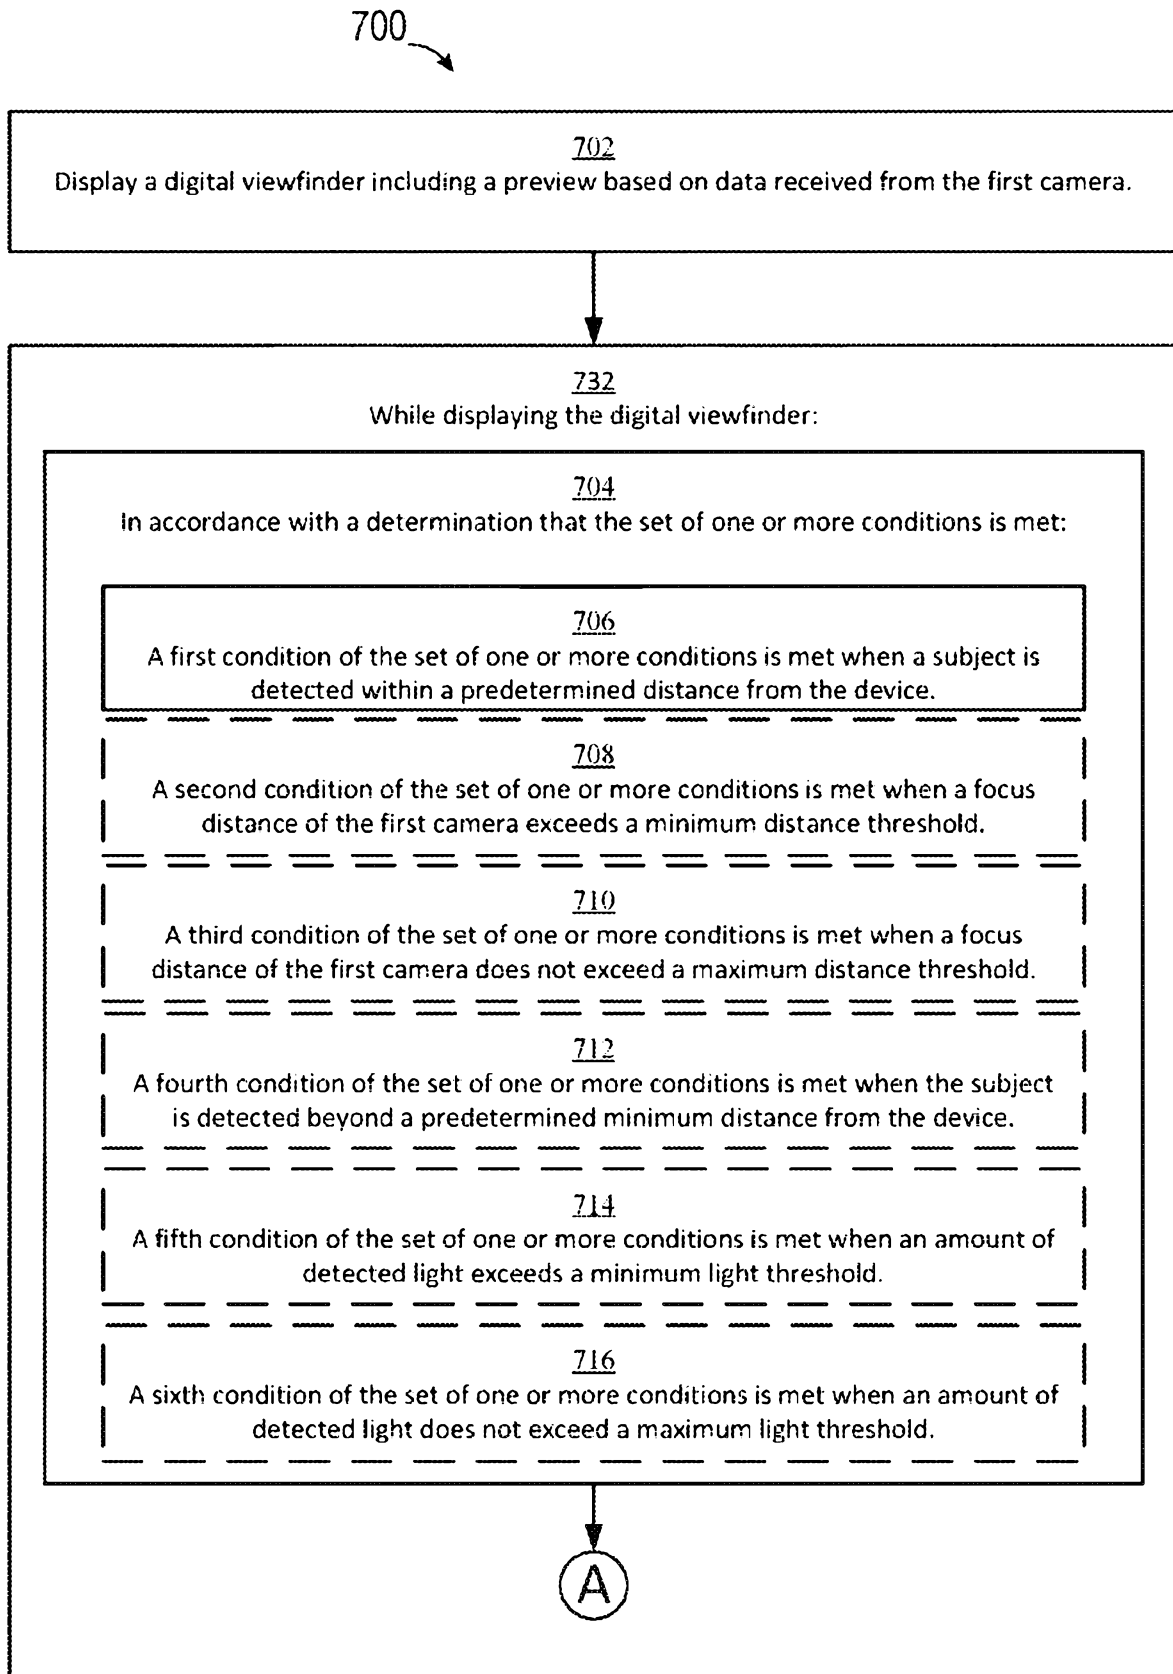 700
702
Display a digital viewfinder including a preview based on data received from the first camera.
732
While displaying the digital viewfinder:
704
In accordance with a determination that the set of one or more conditions is met:
706
A first condition of the set of one or more conditions is met when a subject is
detected within a predetermined distance from the device.
708
A second condition of the set of one or more conditions is met when a focus
distance of the first camera exceeds a minimum distance threshold.
710
A third condition of the set of one or more conditions is met when a focus
distance of the first camera does not exceed a maximum distance threshold.
712
A fourth condition of the set of one or more conditions is met when the subject
is detected beyond a predetermined minimum distance from the device.
714
A fifth condition of the set of one or more conditions is met when an amount of
detected light exceeds a minimum light threshold.
716
A sixth condition of the set of one or more conditions is met when an amount of
detected light does not exceed a maximum light threshold.
A